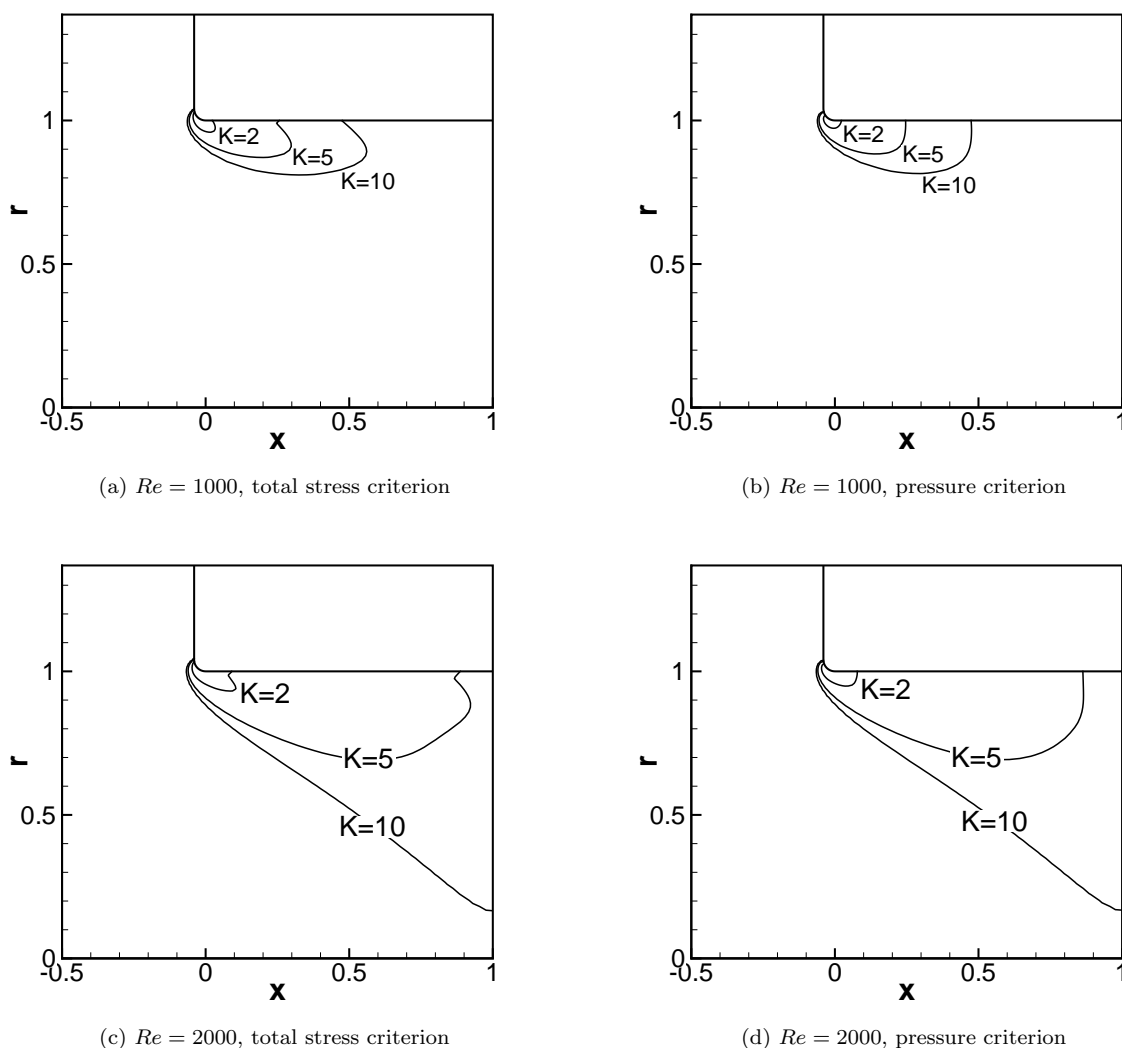 1
0.5
0
-0.5
0
0.5
1
r
x
K=2
K=5
K=10
(a) Re = 1000, total stress criterion
1
0.5
0
-0.5
0
0.5
1
r
x
K=2
K=5
K=10
(b) Re = 1000, pressure criterion
1
0.5
0
-0.5
0
0.5
1
r
x
K=2
K=5
K=10
(c) Re = 2000, total stress criterion
1
0.5
0
-0.5
0
0.5
1
r
x
K=2
K=5
K=10
(d) Re = 2000, pressure criterion